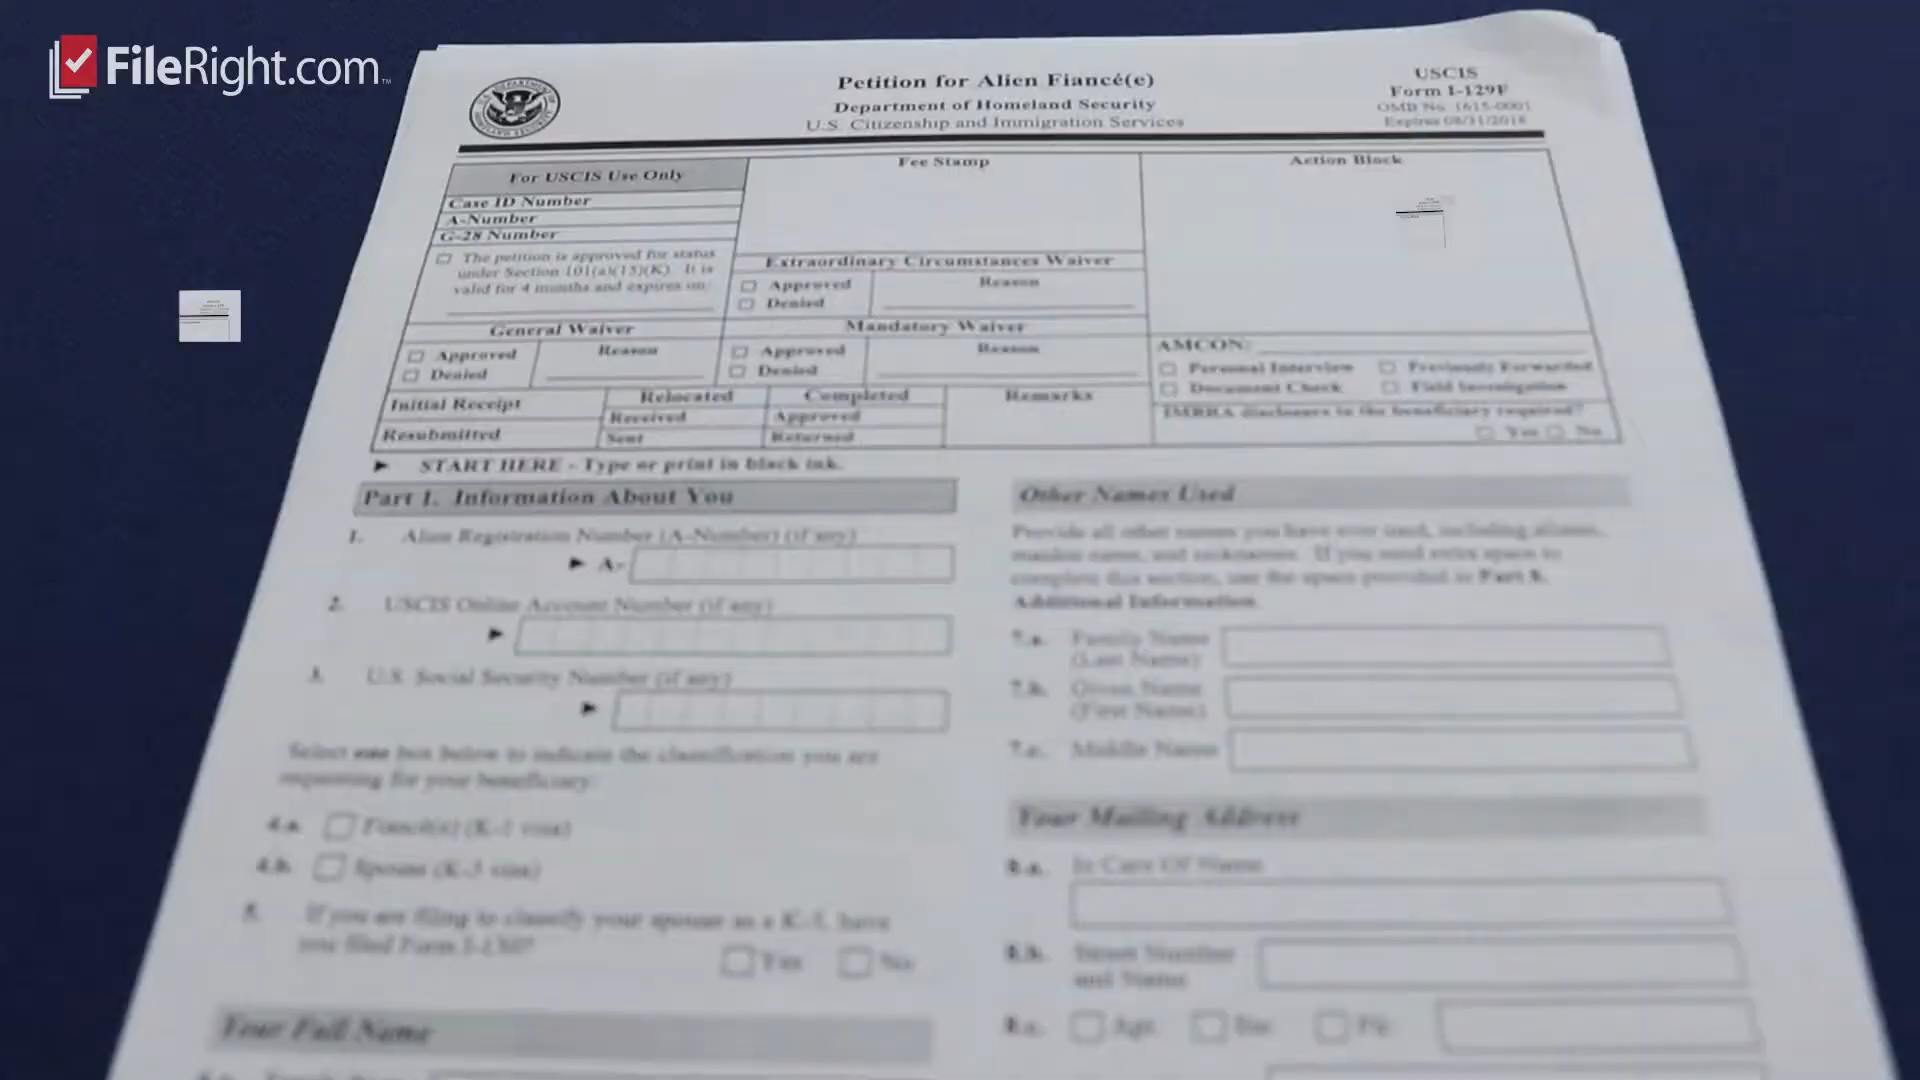 FileRight.com
Petition for Alien Fiancé(e)
Department of Homeland Security
U.S. Citizenship and Immigration Services
USCIS
Form I-129F
OMB No. 1615-0001
Expires 08/31/2018
For USCIS Use Only
Case ID Number
A-Number
G-28 Number
The petition is approved for status
under Section 101(a)(15)(K). It is
valid for 4 months and expires on:
Fee Stamp
Action Block
Extraordinary Circumstances Waiver
Approved
Denied
Reason
General Waiver
Approved
Denied
Reason
Mandatory Waiver
Approved
Denied
Reason
AMCON:
Personal Interview
Previously Forwarded
Document Check
Field Investigation
IMBRA disclosure to the beneficiary required?
Yes No
Initial Receipt
Resubmitted
Relocated
Received
Sent
Completed
Approved
Returned
Remarks
START HERE - Type or print in black ink.
Part 1. Information About You
1. Alien Registration Number (A-Number) (if any)
A-
2. USCIS Online Account Number (if any)
3. U.S. Social Security Number (if any)
Select one box below to indicate the classification you are
requesting for your beneficiary:
4.a. Fiancé(e) (K-1 visa)
4.b. Spouse (K-3 visa)
5. If you are filing to classify your spouse as a K-3, have
you filed Form I-130?
Yes No
Your Full Name
Other Names Used
Provide all other names you have ever used, including aliases,
maiden name, and nicknames. If you need extra space to
complete this section, use the space provided in Part 8.
Additional Information.
7.a. Family Name
(Last Name)
7.b. Given Name
(First Name)
7.c. Middle Name
Your Mailing Address
8.a. In Care Of Name
8.b. Street Number
and Name
8.c. Apt. Ste. Flr.